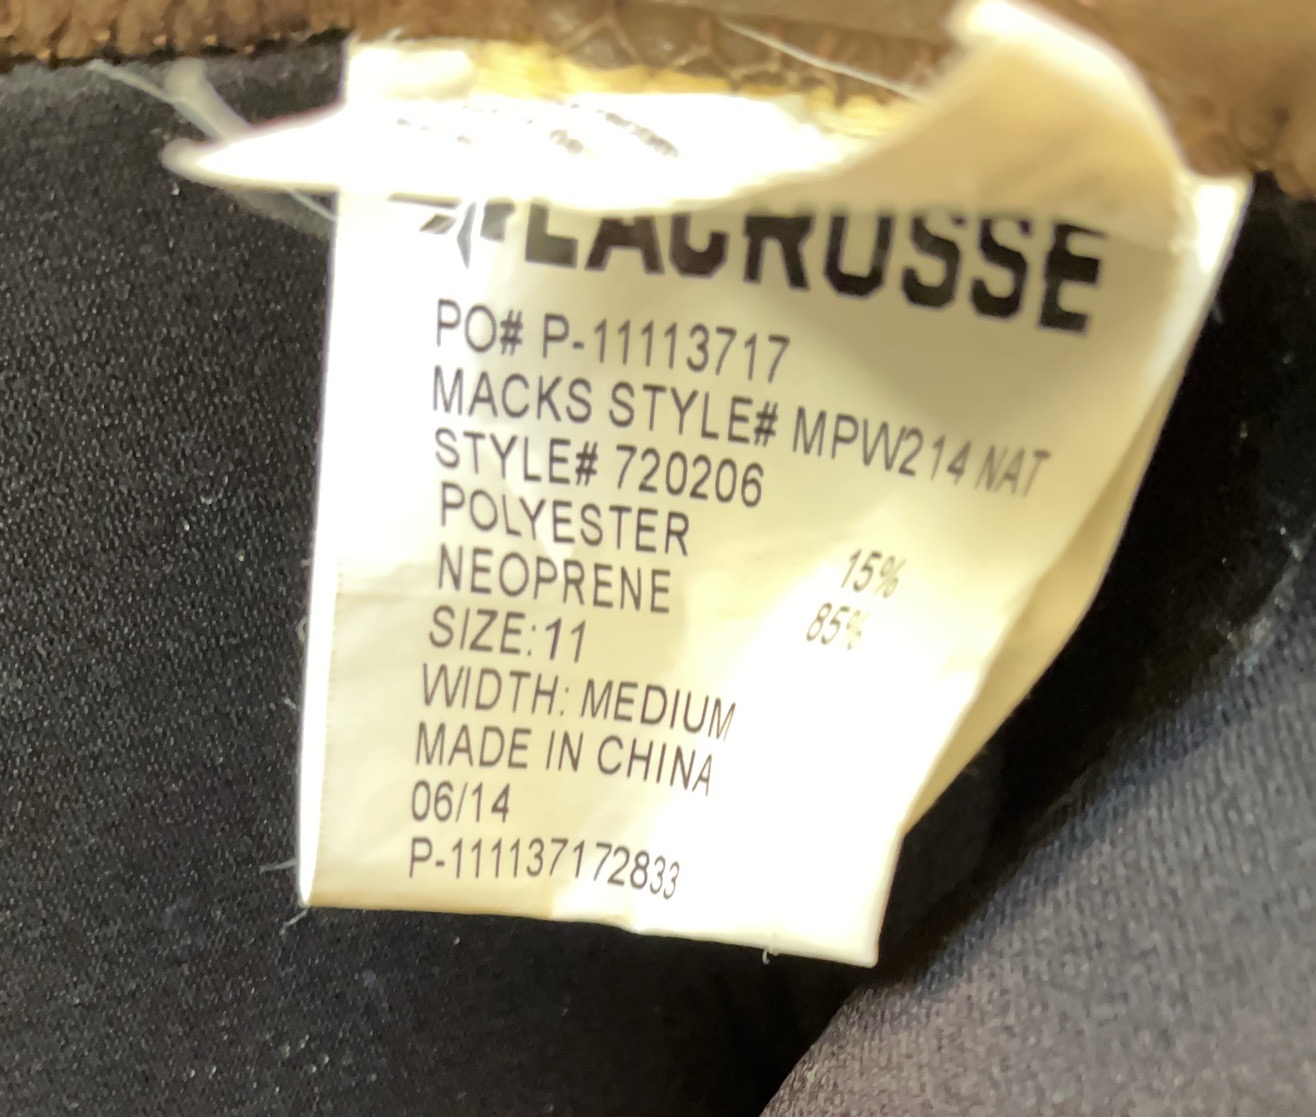 LACROSSE
PO# P-11113717
MACKS STYLE# MPW214 NAT
STYLE# 720206
POLYESTER 15%
NEOPRENE 85%
SIZE:11
WIDTH: MEDIUM
MADE IN CHINA
06/14
P-111137172833